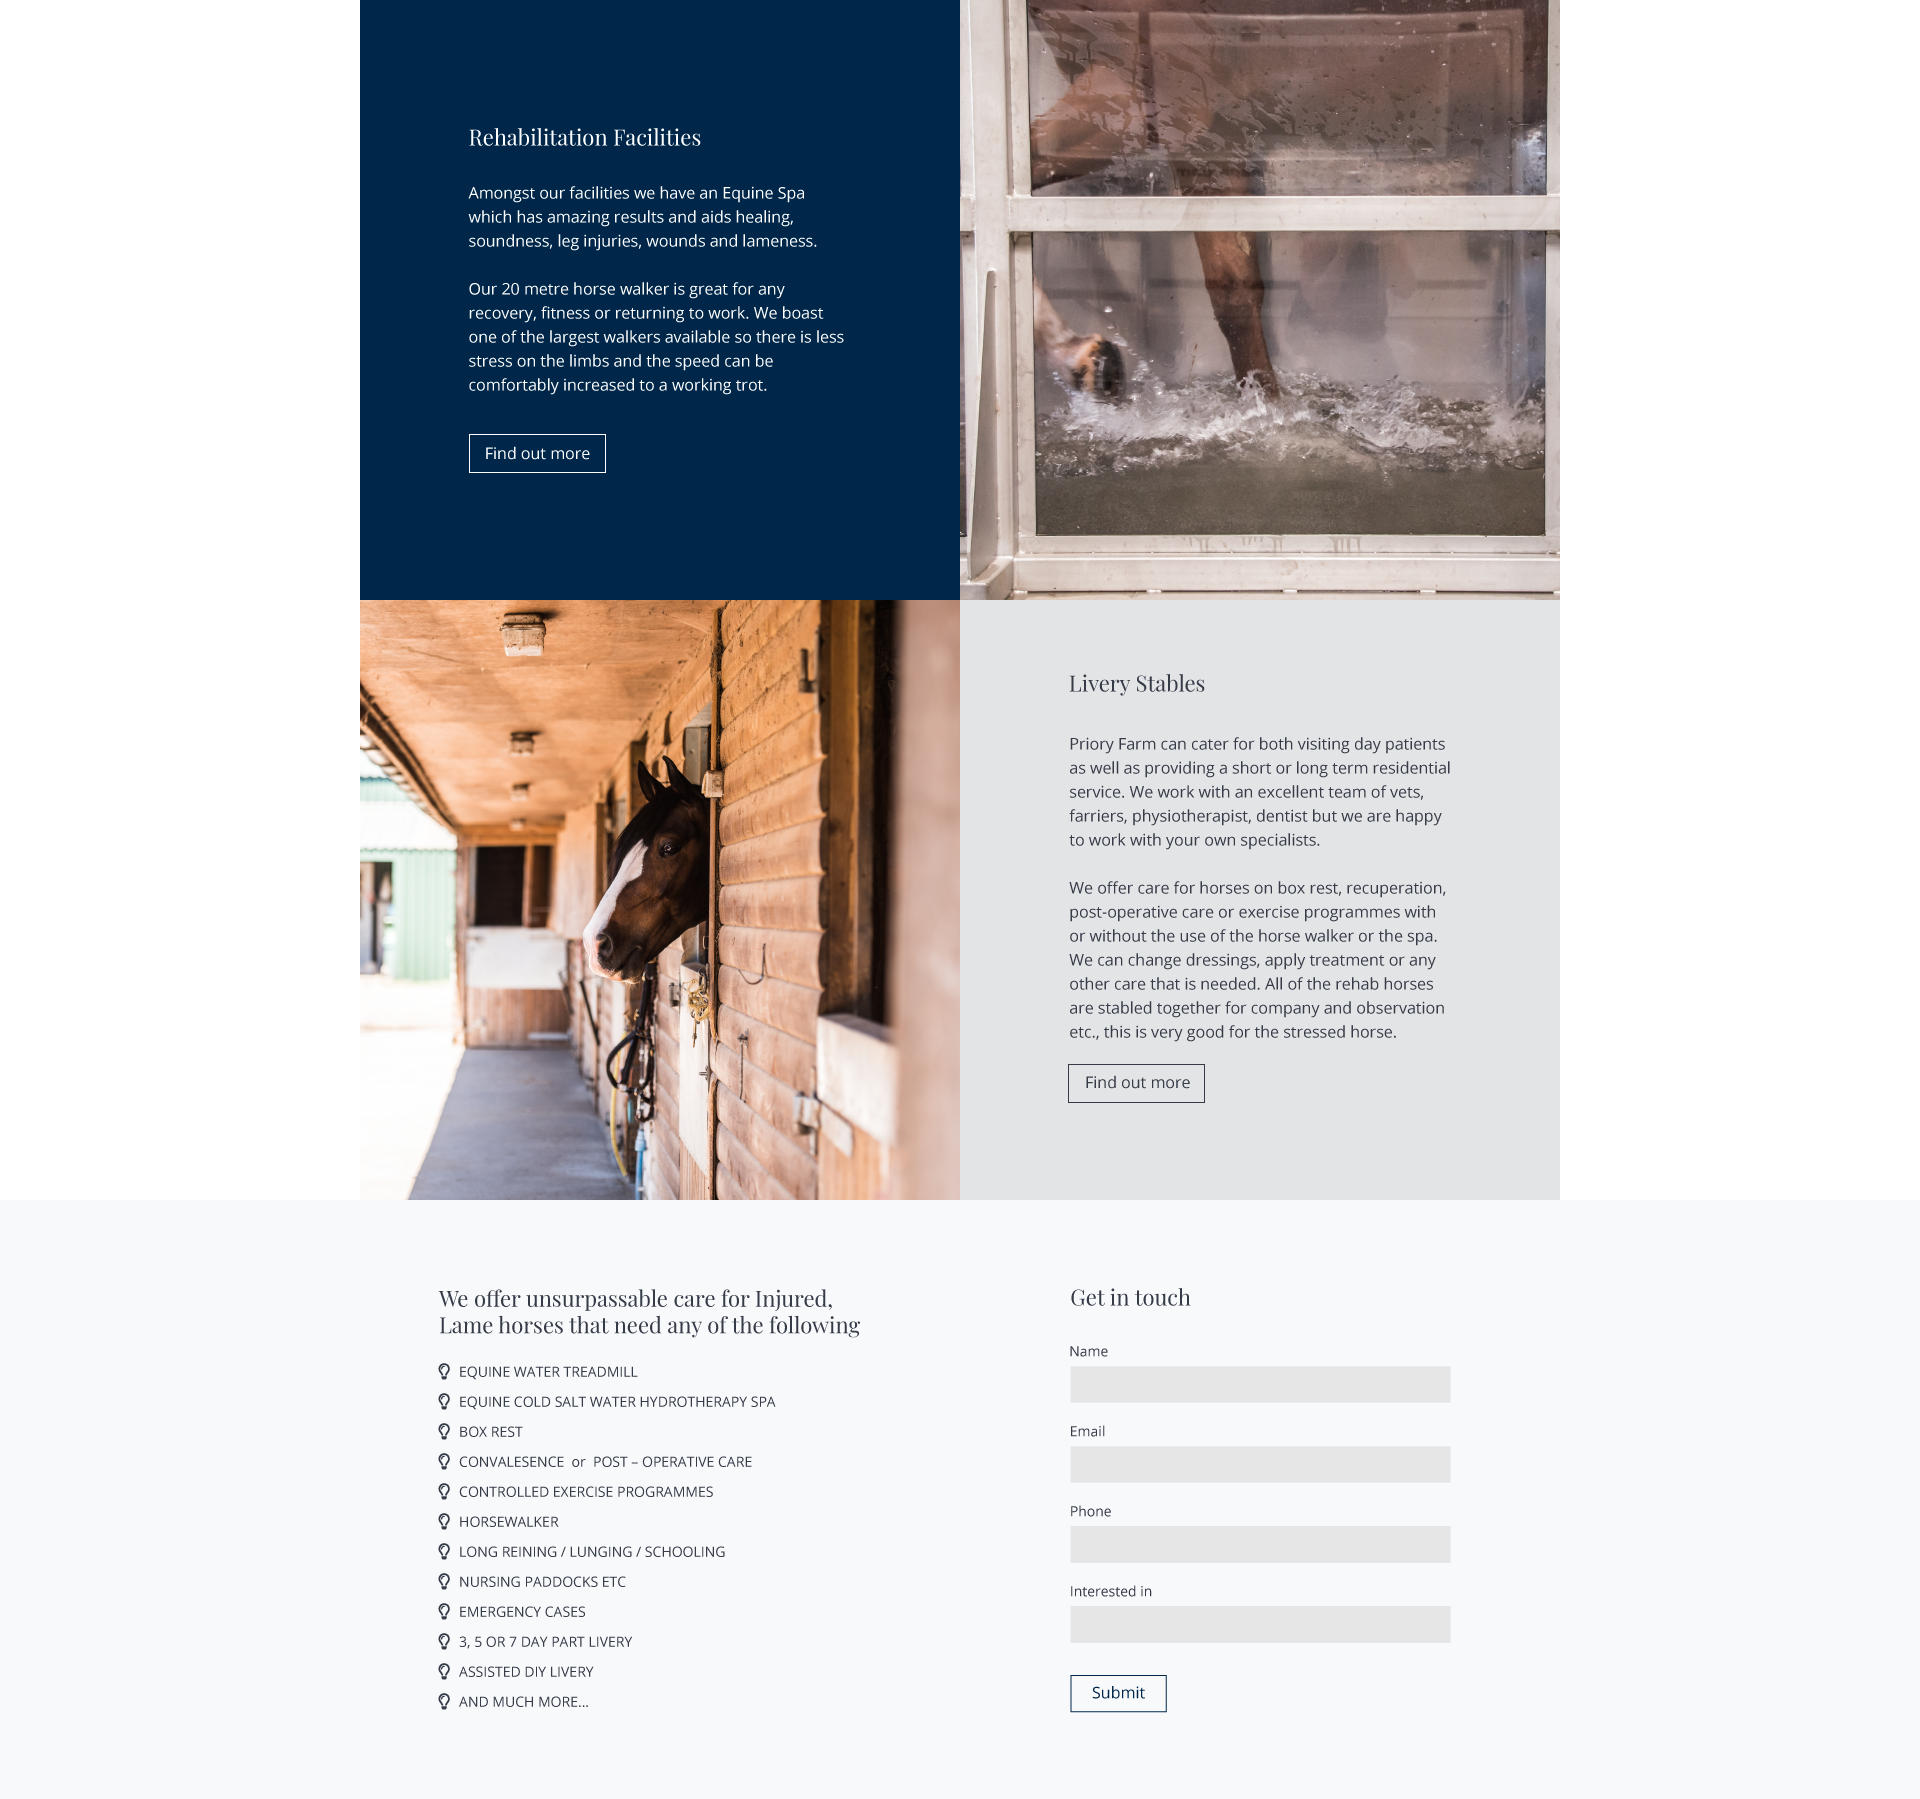 Rehabilitation Facilities
Amongst our facilities we have an Equine Spa
which has amazing results and aids healing,
soundness, leg injuries, wounds and lameness.
Our 20 metre horse walker is great for any
recovery, fitness or returning to work. We boast
one of the largest walkers available so there is less
stress on the limbs and the speed can be
comfortably increased to a working trot.
Find out more
Livery Stables
Priory Farm can cater for both visiting day patients
as well as providing a short or long term residential
service. We work with an excellent team of vets,
farriers, physiotherapist, dentist but we are happy
to work with your own specialists.
We offer care for horses on box rest, recuperation,
post-operative care or exercise programmes with
or without the use of the horse walker or the spa.
We can change dressings, apply treatment or any
other care that is needed. All of the rehab horses
are stabled together for company and observation
etc., this is very good for the stressed horse.
Find out more
We offer unsurpassable care for Injured,
Lame horses that need any of the following
EQUINE WATER TREADMILL
EQUINE COLD SALT WATER HYDROTHERAPY SPA
BOX REST
CONVALESENCE or POST – OPERATIVE CARE
CONTROLLED EXERCISE PROGRAMMES
HORSEWALKER
LONG REINING / LUNGING / SCHOOLING
NURSING PADDOCKS ETC
EMERGENCY CASES
3, 5 OR 7 DAY PART LIVERY
ASSISTED DIY LIVERY
AND MUCH MORE...
Get in touch
Name
Email
Phone
Interested in
Submit